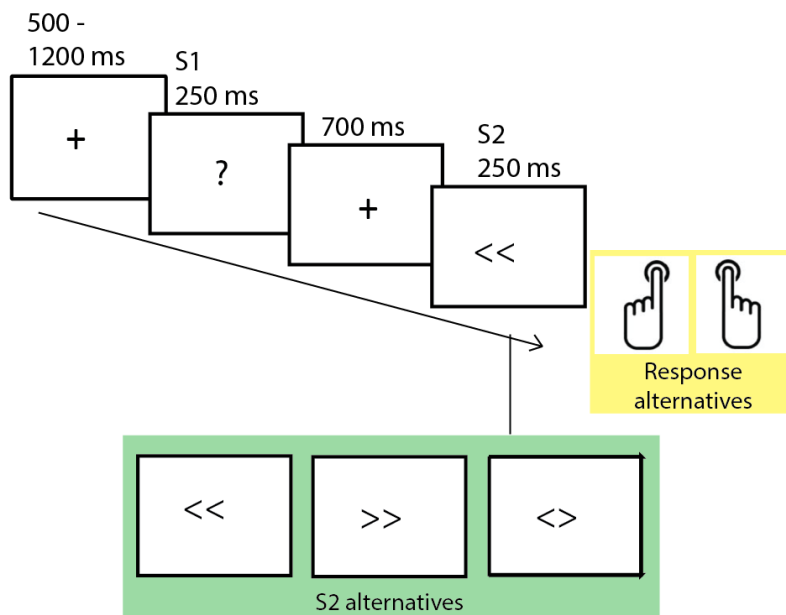 500 -
1200 ms
+
S1
250 ms
?
700 ms
+
S2
250 ms
<<
Response
alternatives
<<
>>
<>
S2 alternatives